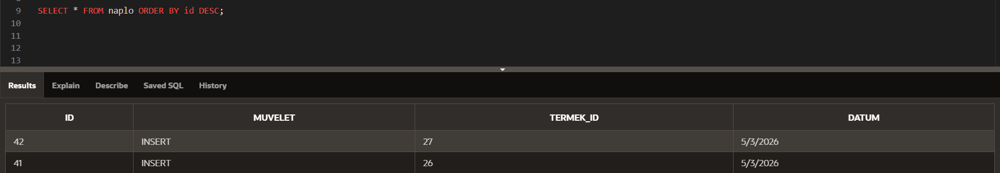 9 SELECT * FROM naplo ORDER BY id DESC;
10
11
12
13
Results Explain Describe Saved SQL History
ID MUVELET TERMEK_ID DATUM
42 INSERT 27 5/3/2026
41 INSERT 26 5/3/2026